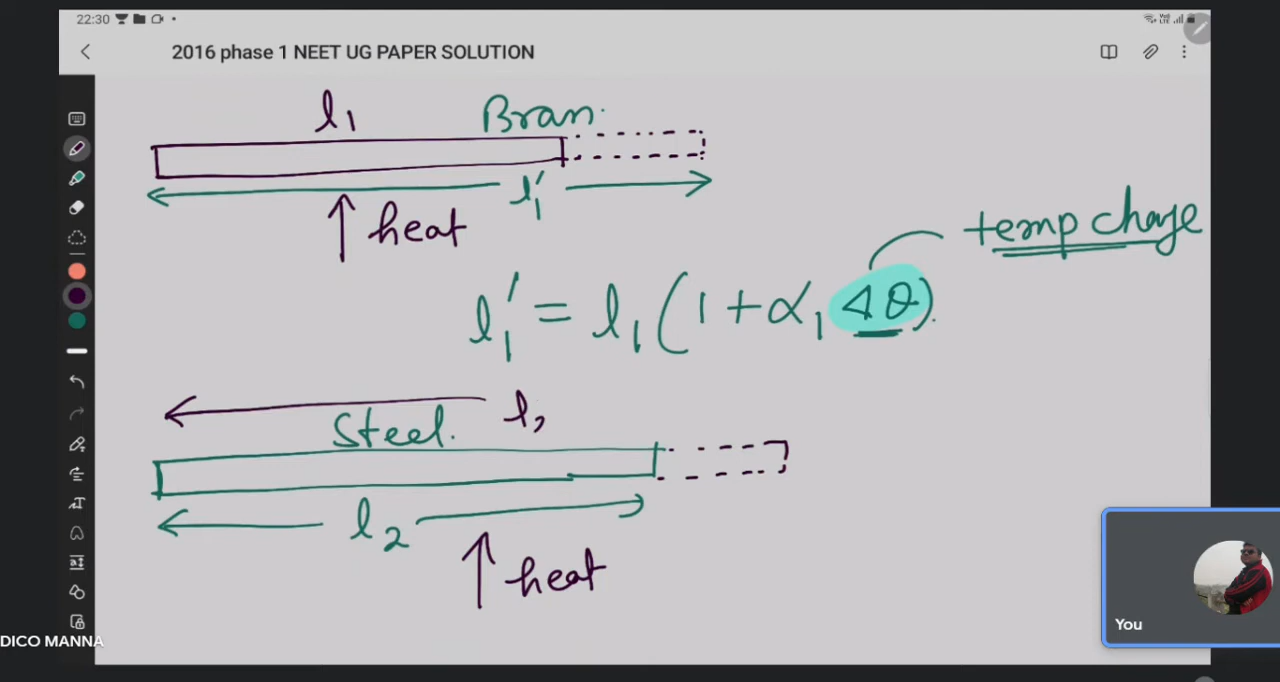 22:30
2016 phase 1 NEET UG PAPER SOLUTION
l₁ Bran.
l₁'
↑ heat
temp chage
l₁' = l₁ (1 + α₁ Δθ).
l₂
Steel.
l₂
↑ heat
You
DICO MANNA